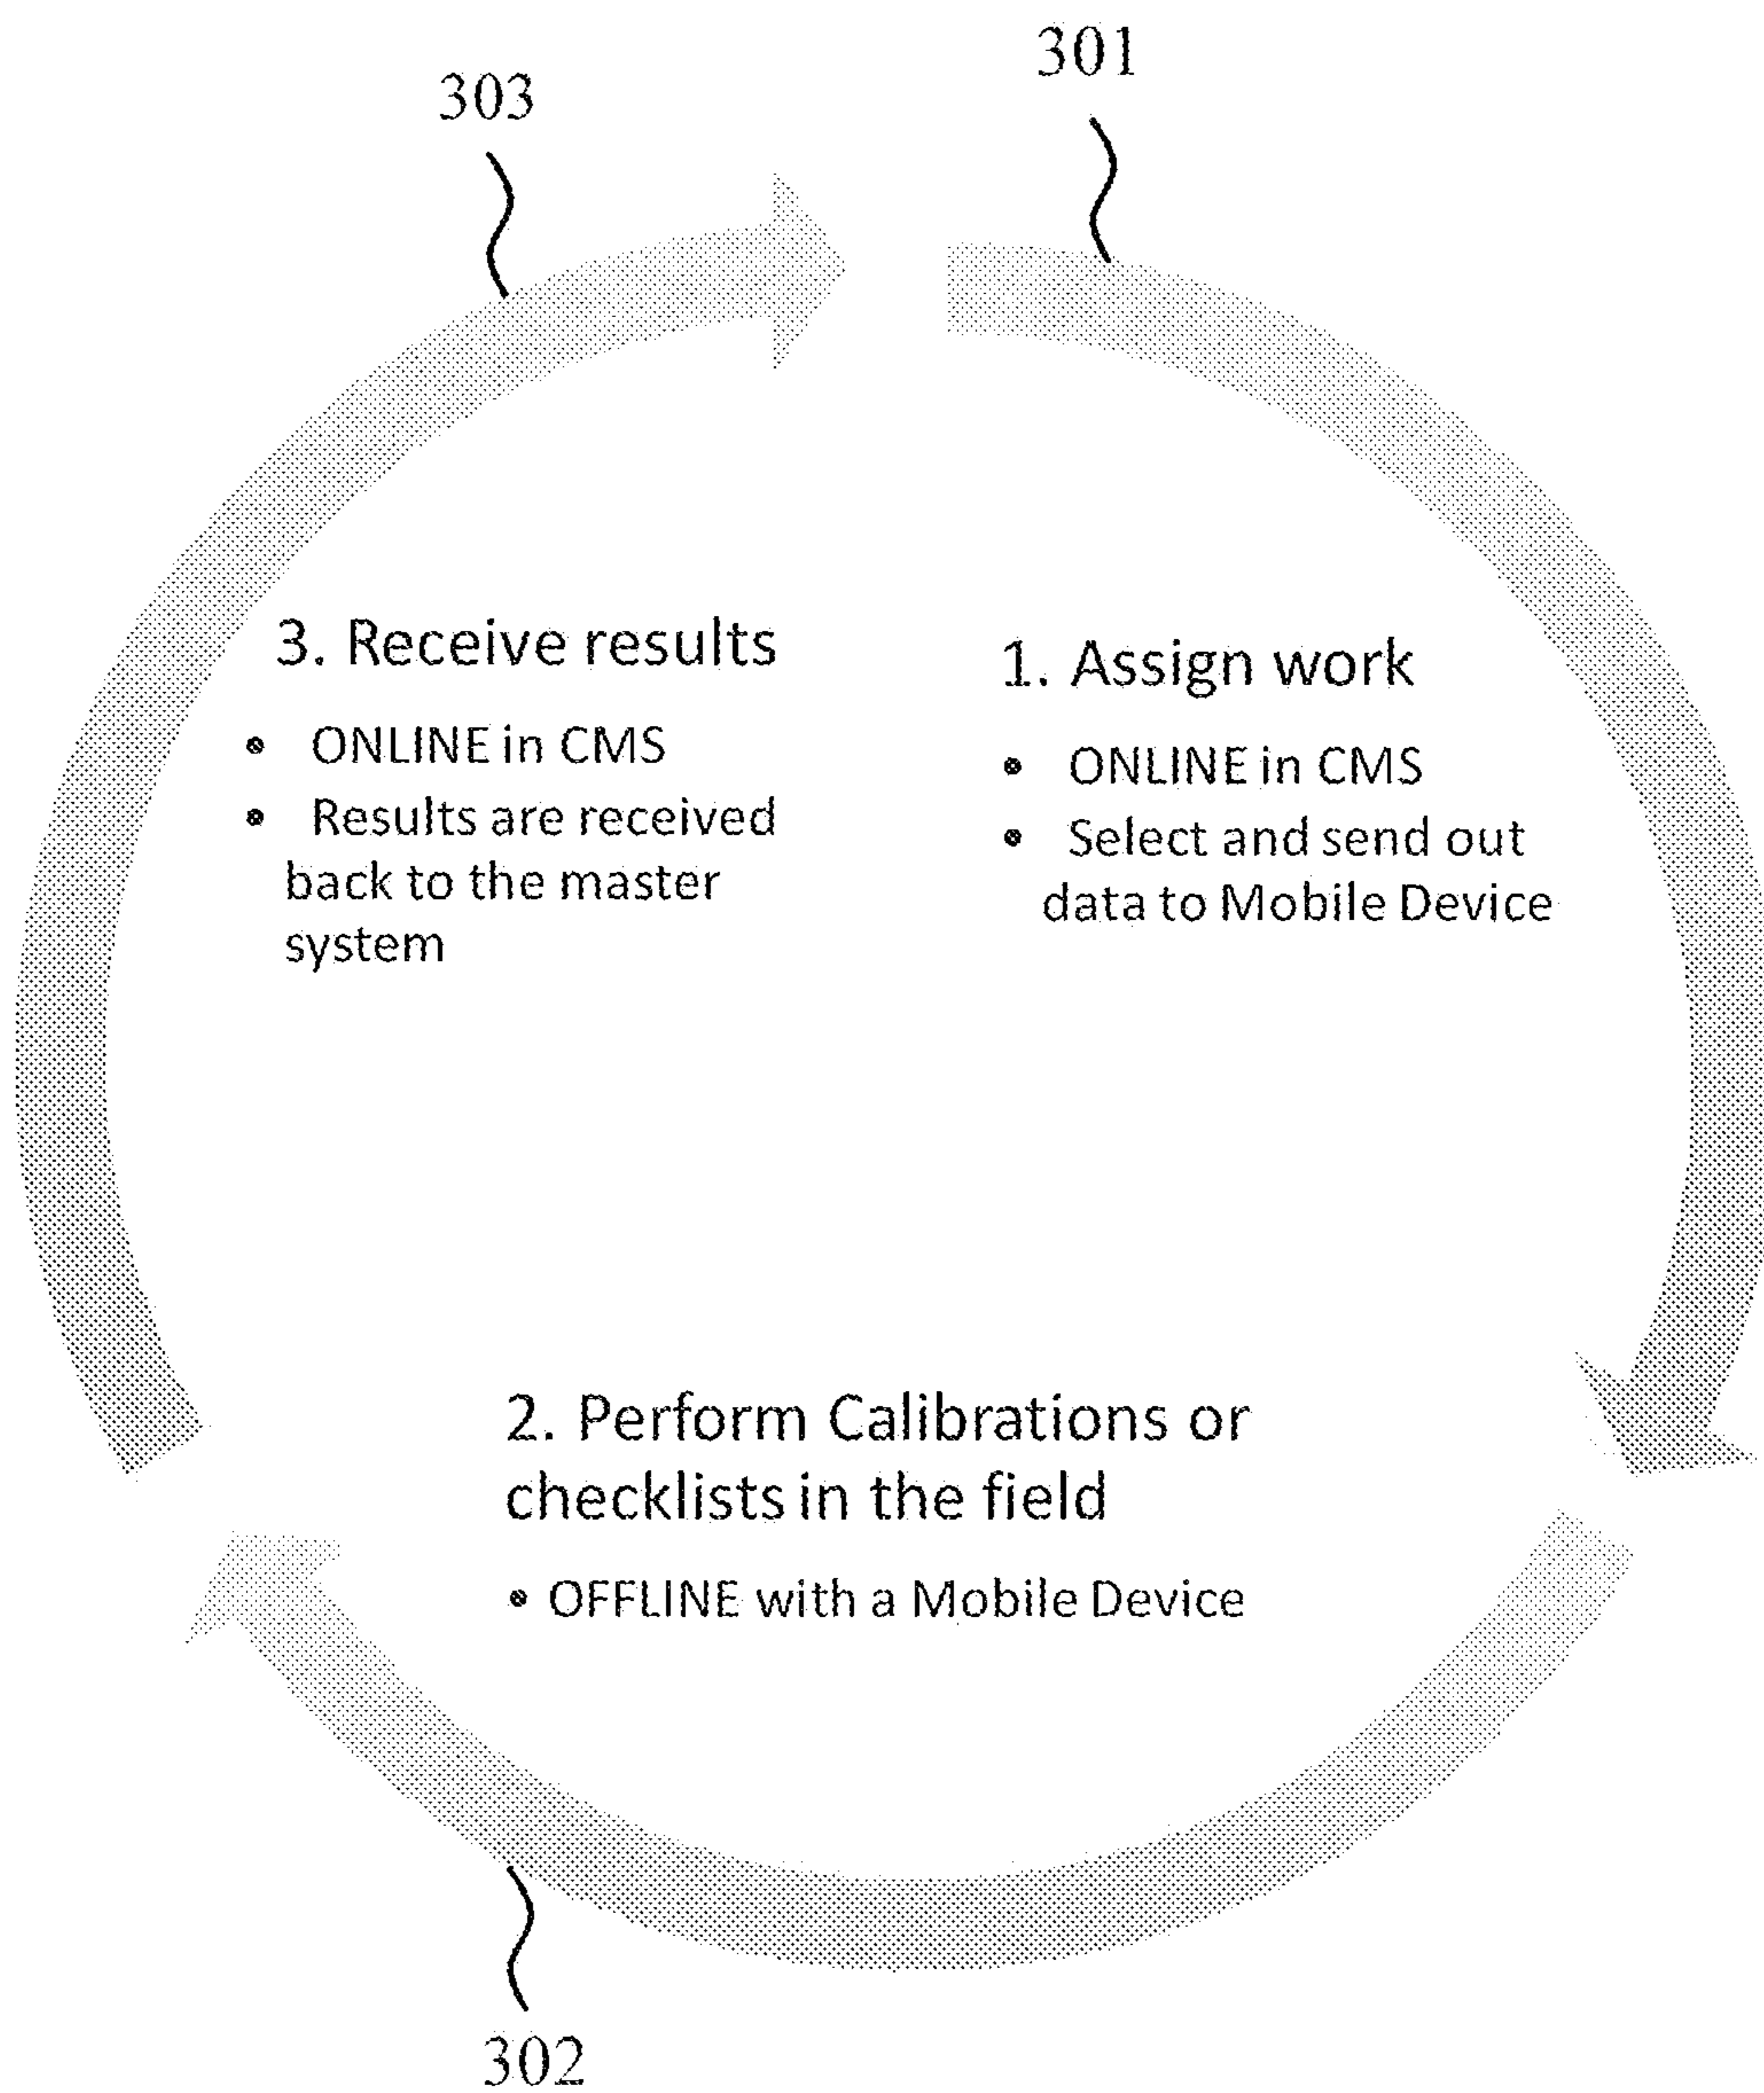 303
301
3. Receive results
• ONLINE in CMS
• Results are received
back to the master
system
1. Assign work
• ONLINE in CMS
• Select and send out
data to Mobile Device
2. Perform Calibrations or
checklists in the field
• OFFLINE with a Mobile Device
302